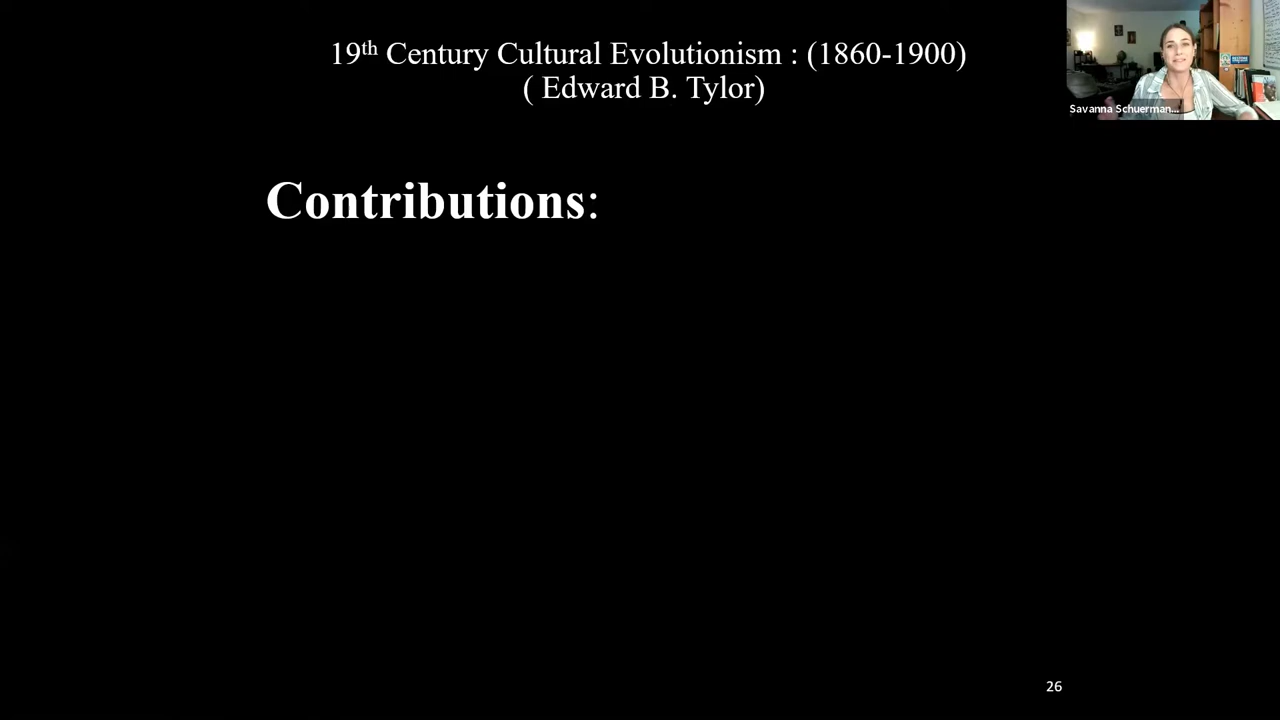 19th Century Cultural Evolutionism : (1860-1900)
( Edward B. Tylor)
Savanna Schuerman...
Contributions:
26